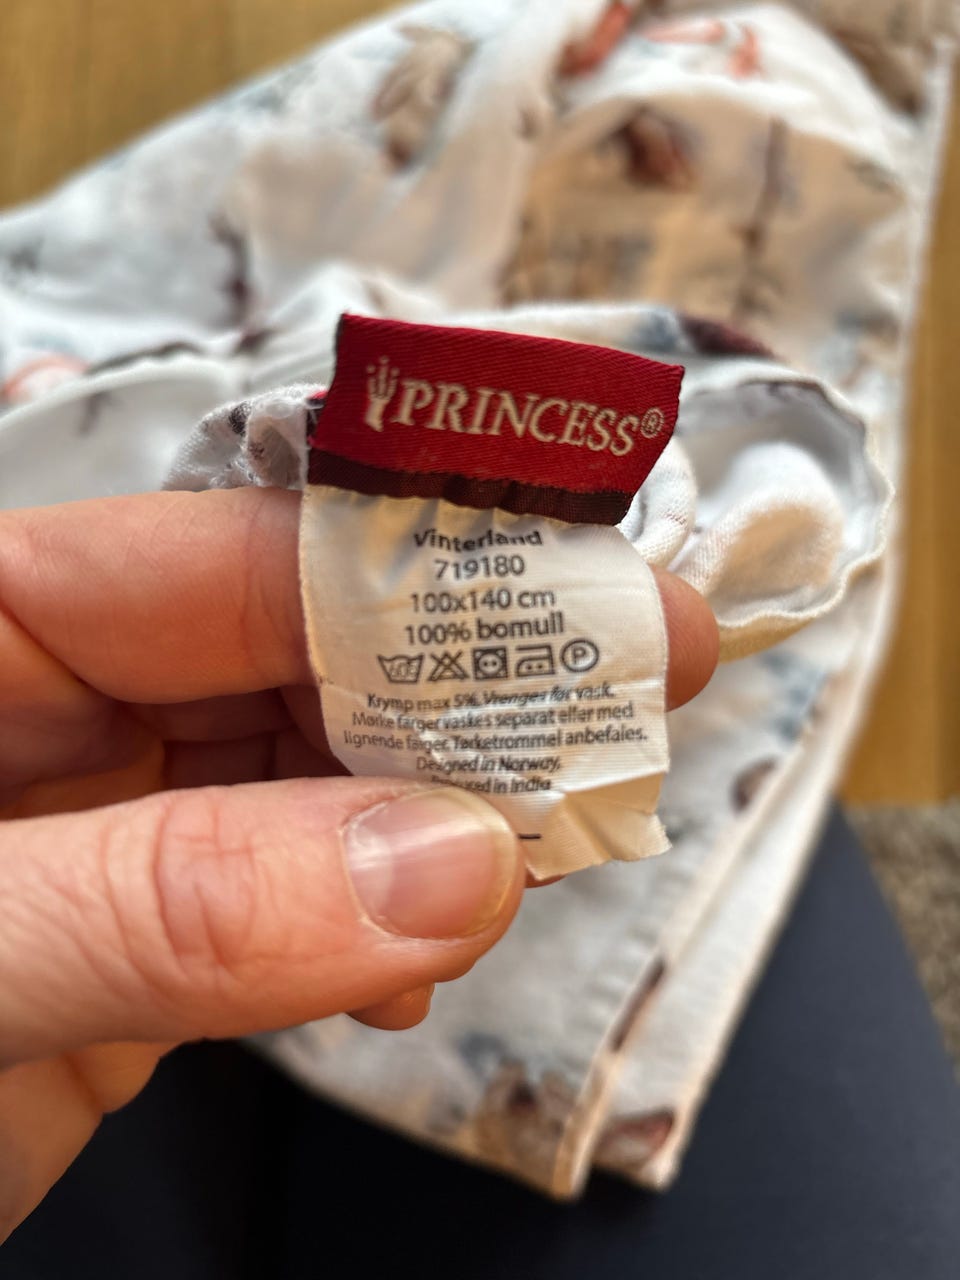 PRINCESS®
Vinterland
719180
100x140 cm
100% bomull
60° P
Krymp max 5%. Vrenges før vask.
Mørke farger vaskes separat eller med
lignende farger. Tørketrommel anbefales.
Designed in Norway.
in India